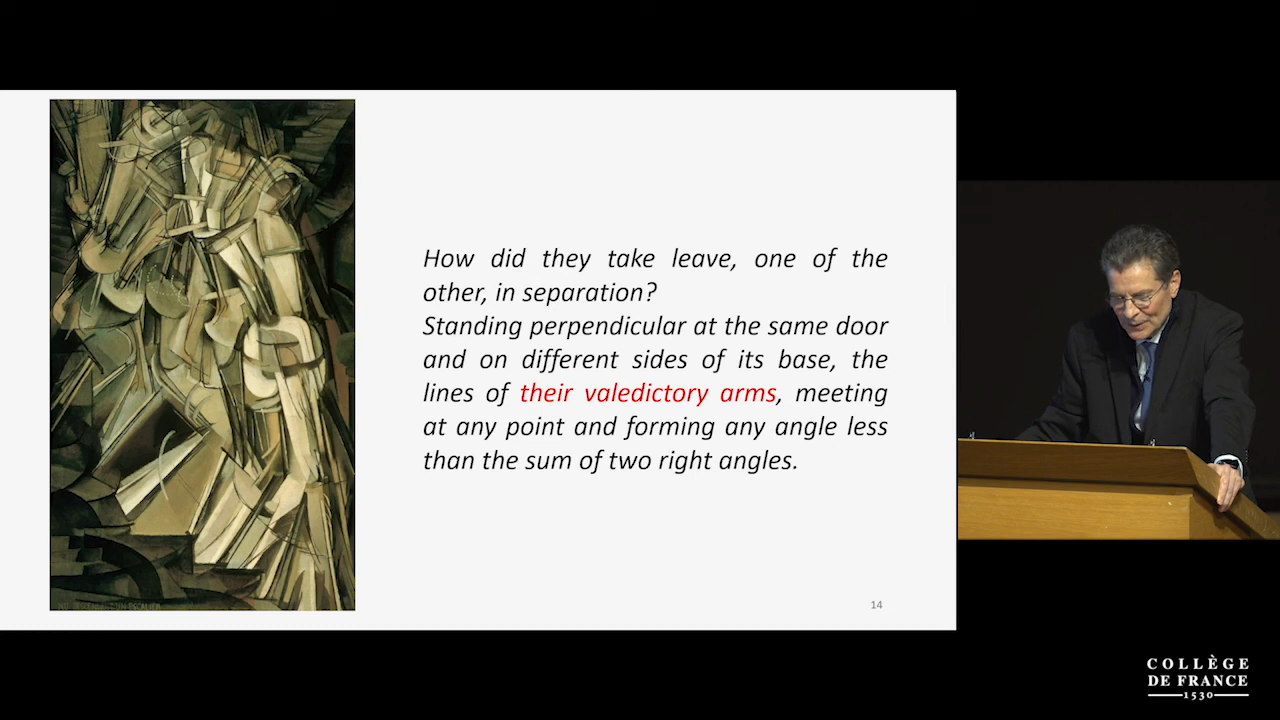 How did they take leave, one of the
other, in separation?
Standing perpendicular at the same door
and on different sides of its base, the
lines of their valedictory arms, meeting
at any point and forming any angle less
than the sum of two right angles.
14
COLLÈGE
DE FRANCE
1530